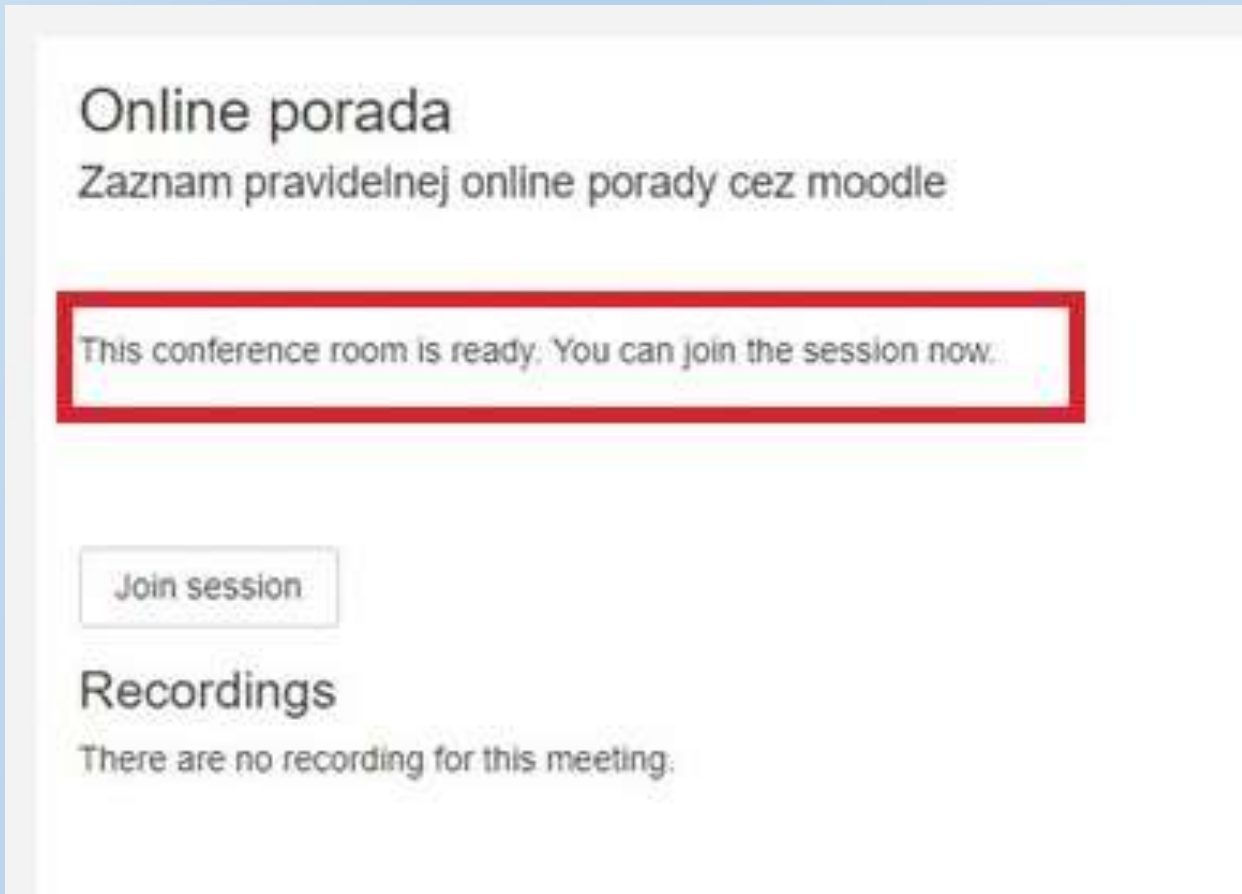 Online porada
Zaznam pravidelnej online porady cez moodle
This conference room is ready. You can join the session now.
Join session
Recordings
There are no recording for this meeting.